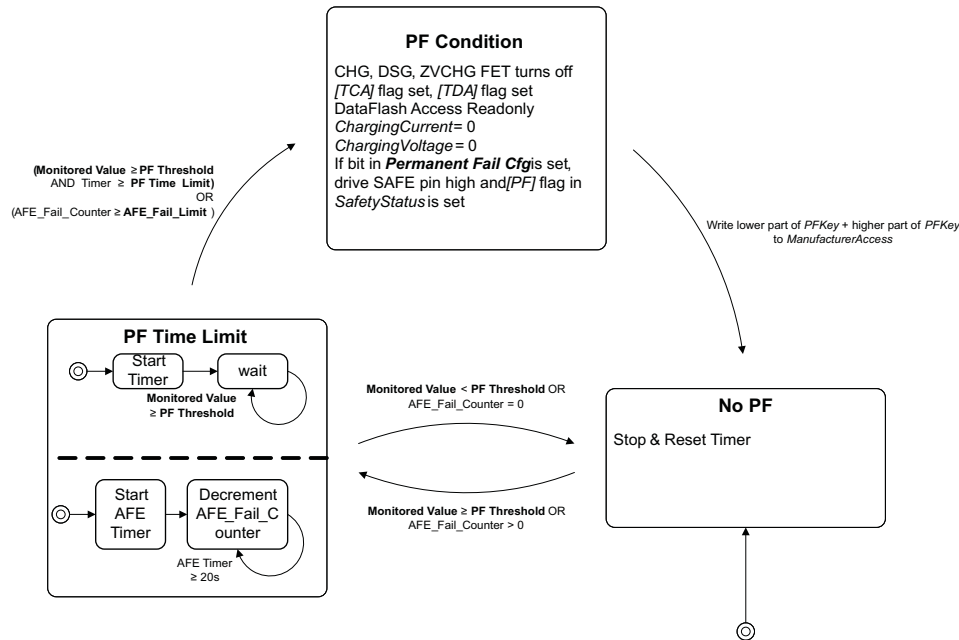 PF Condition
CHG, DSG, ZVCHG FET turns off
[TCA] flag set, [TDA] flag set
DataFlash Access Readonly
ChargingCurrent= 0
ChargingVoltage= 0
If bit in Permanent Fail Cfgis set,
drive SAFE pin high and[PF] flag in
SafetyStatusis set
(Monitored Value ≥ PF Threshold
AND Timer ≥ PF Time Limit)
OR
(AFE_Fail_Counter ≥ AFE_Fail_Limit )
Write lower part of PFKey + higher part of PFKey
to ManufacturerAccess
PF Time Limit
Start
Timer
wait
Monitored Value
≥ PF Threshold
Start
AFE
Timer
Decrement
AFE_Fail_C
ounter
AFE Timer
≥ 20s
Monitored Value < PF Threshold OR
AFE_Fail_Counter = 0
Monitored Value ≥ PF Threshold OR
AFE_Fail_Counter > 0
No PF
Stop & Reset Timer